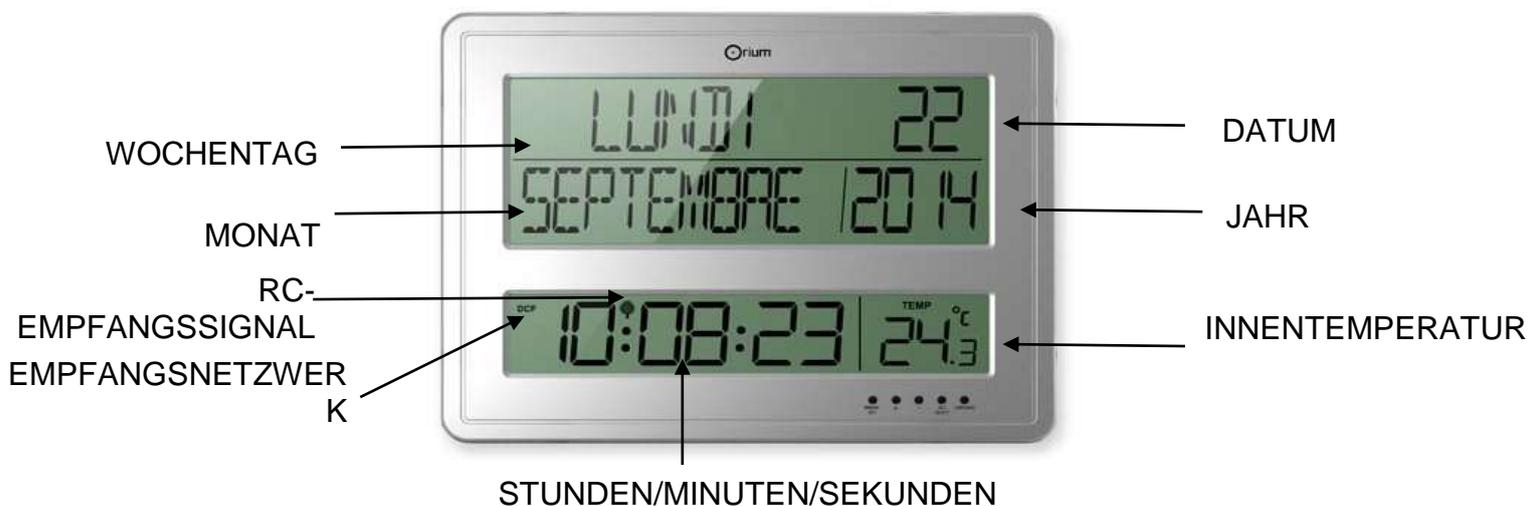 Orium
LUNDI 22
WOCHENTAG
DATUM
SEPTEMBRE 2014
MONAT
JAHR
RC-
EMPFANGSSIGNAL
DCF 10:08:23 TEMP 24.3 °C
INNENTEMPERATUR
EMPFANGSNETZWER
K
STUNDEN/MINUTEN/SEKUNDEN